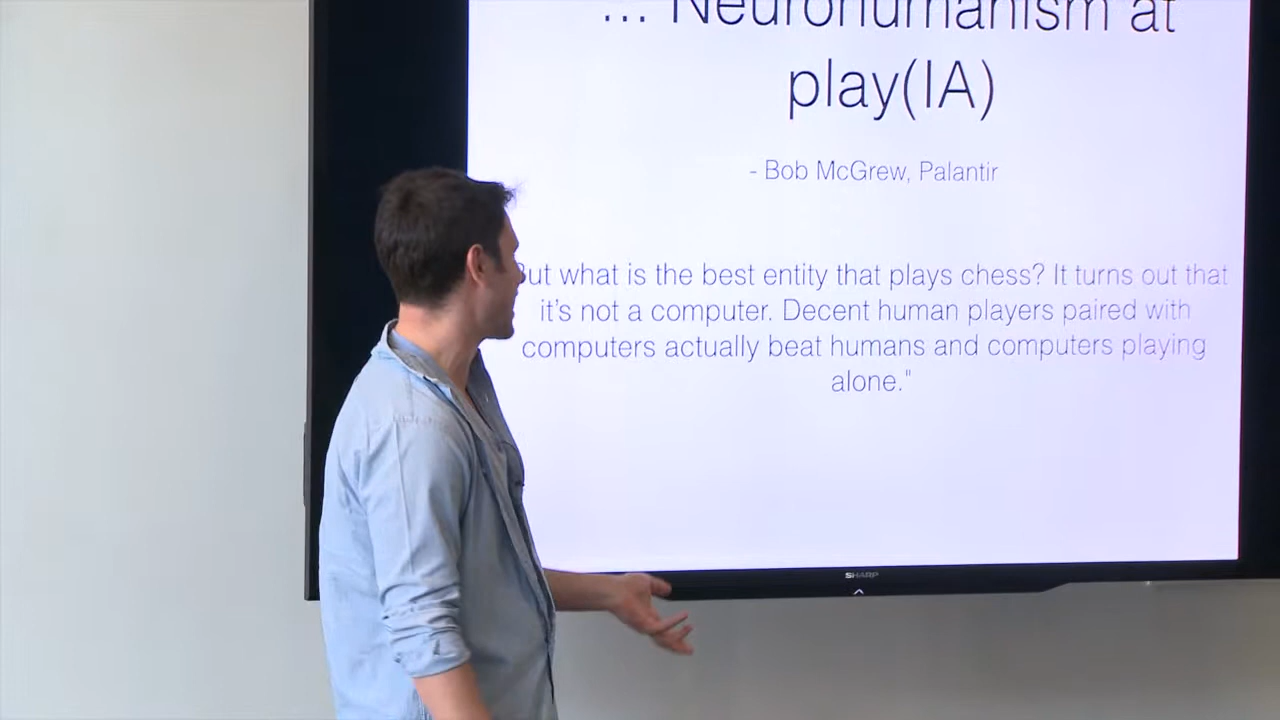 ... Neurohumanism at
play(IA)
- Bob McGrew, Palantir
But what is the best entity that plays chess? It turns out that
it's not a computer. Decent human players paired with
computers actually beat humans and computers playing
alone."
SHARP